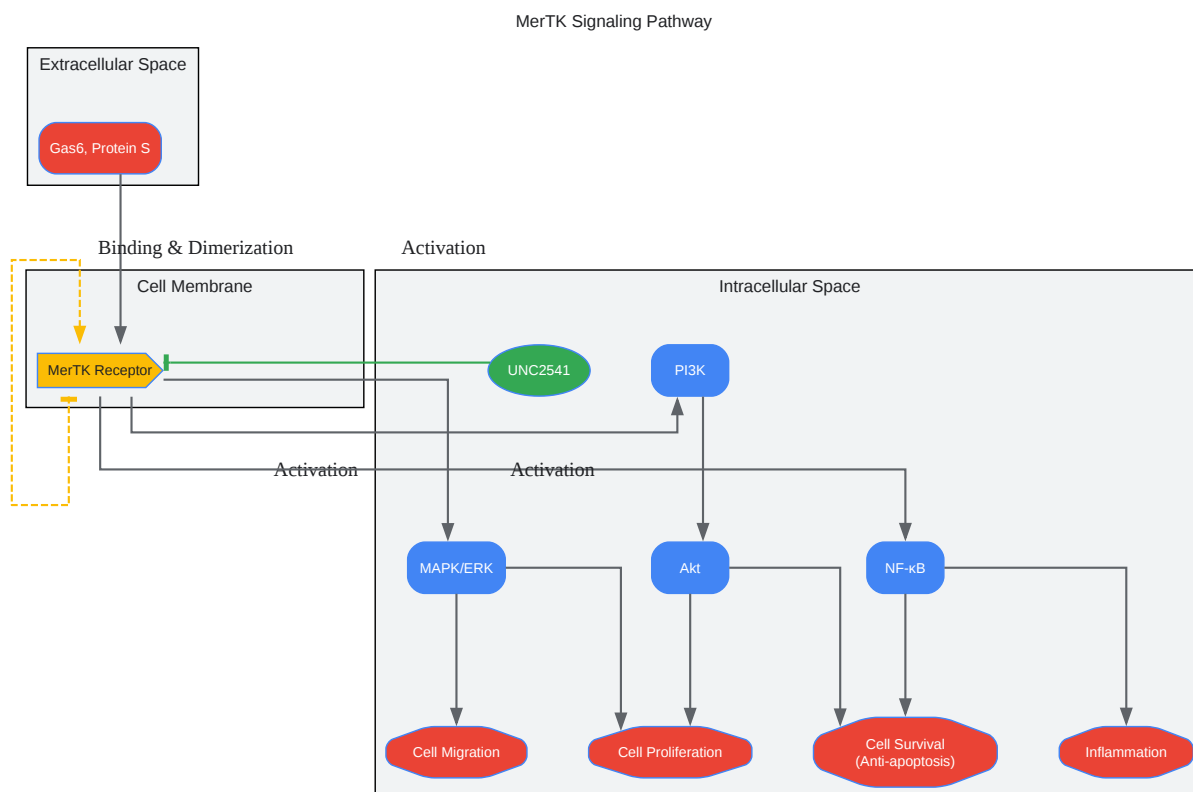 MerTK Signaling Pathway
Extracellular Space
Gas6, Protein S
Binding & Dimerization
Activation
Cell Membrane
Intracellular Space
MerTK Receptor
UNC2541
PI3K
Activation
Activation
MAPK/ERK
Akt
NF-κB
Cell Migration
Cell Proliferation
Cell Survival
(Anti-apoptosis)
Inflammation